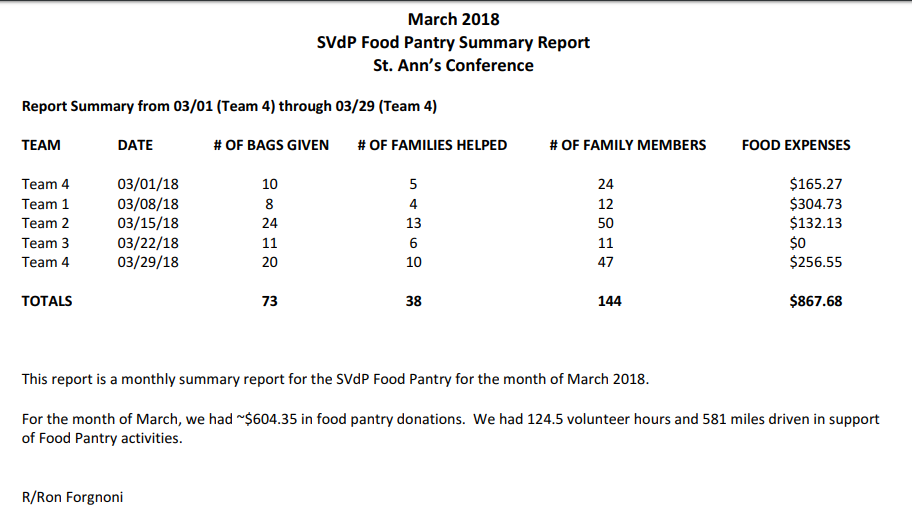 March 2018
SVdP Food Pantry Summary Report
St. Ann's Conference
Report Summary from 03/01 (Team 4) through 03/29 (Team 4)
TEAM DATE # OF BAGS GIVEN # OF FAMILIES HELPED # OF FAMILY MEMBERS FOOD EXPENSES
Team 4 03/01/18 10 5 24 $165.27
Team 1 03/08/18 8 4 12 $304.73
Team 2 03/15/18 24 13 50 $132.13
Team 3 03/22/18 11 6 11 $0
Team 4 03/29/18 20 10 47 $256.55
TOTALS 73 38 144 $867.68
This report is a monthly summary report for the SVdP Food Pantry for the month of March 2018.
For the month of March, we had ~$604.35 in food pantry donations.  We had 124.5 volunteer hours and 581 miles driven in support
of Food Pantry activities.
R/Ron Forgnoni